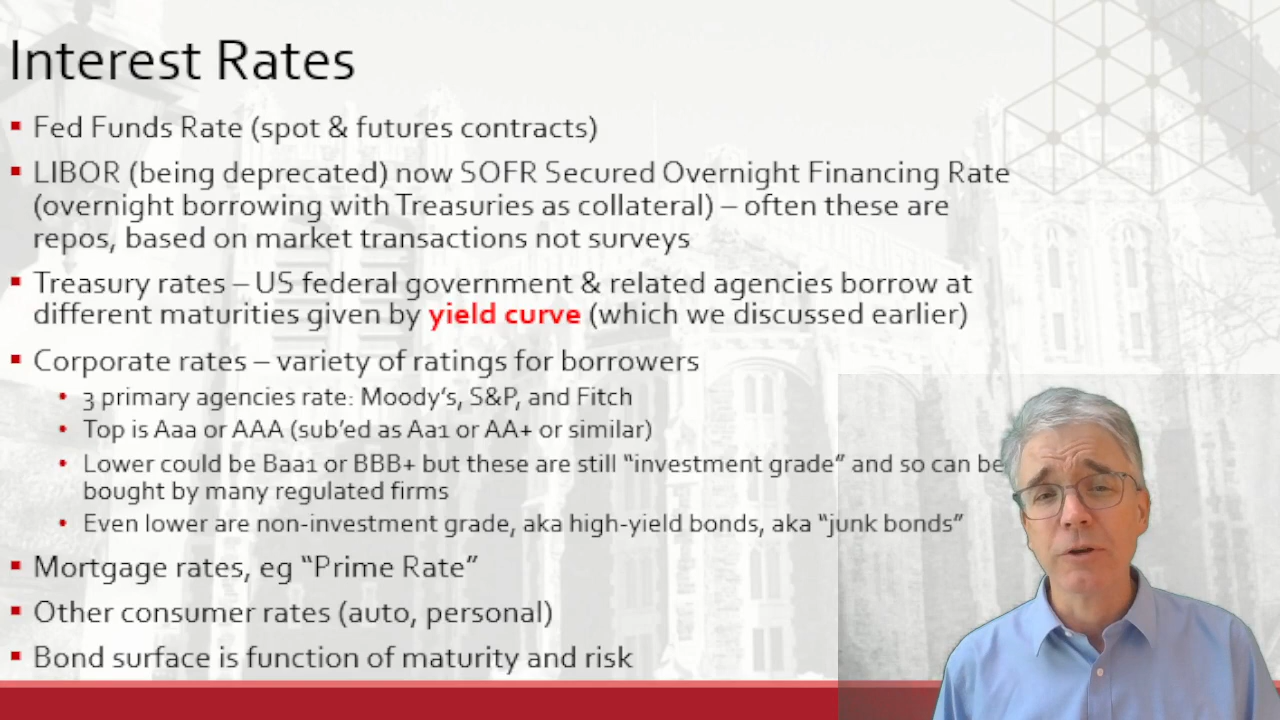 Interest Rates
Fed Funds Rate (spot & futures contracts)
LIBOR (being deprecated) now SOFR Secured Overnight Financing Rate
(overnight borrowing with Treasuries as collateral) – often these are
repos, based on market transactions not surveys
Treasury rates – US federal government & related agencies borrow at
different maturities given by yield curve (which we discussed earlier)
Corporate rates – variety of ratings for borrowers
3 primary agencies rate: Moody's, S&P, and Fitch
Top is Aaa or AAA (sub'ed as Aa1 or AA+ or similar)
Lower could be Baa1 or BBB+ but these are still "investment grade" and so can be
bought by many regulated firms
Even lower are non-investment grade, aka high-yield bonds, aka "junk bonds"
Mortgage rates, eg "Prime Rate"
Other consumer rates (auto, personal)
Bond surface is function of maturity and risk